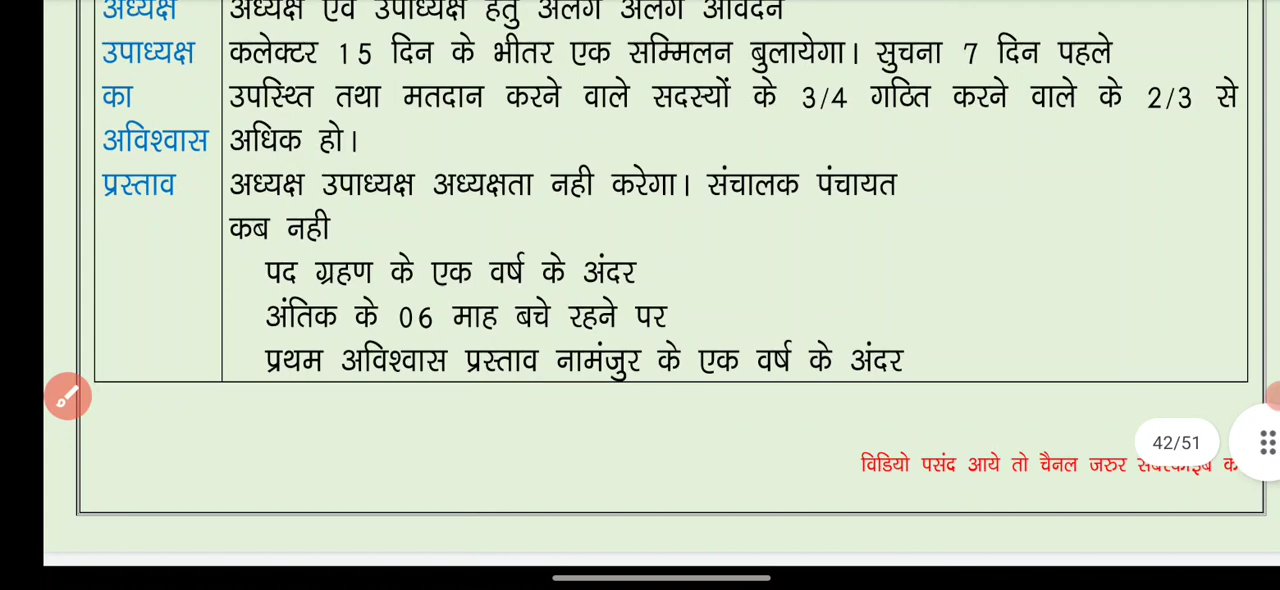 अध्यक्ष
अध्यक्ष एवं उपाध्यक्ष हेतु अलग अलग आवेदन
उपाध्यक्ष
कलेक्टर 15 दिन के भीतर एक सम्मिलन बुलायेगा। सुचना 7 दिन पहले
का
उपस्थ्ति तथा मतदान करने वाले सदस्यों के 3/4 गठित करने वाले के 2/3 से
अविश्वास
अधिक हो।
प्रस्ताव
अध्यक्ष उपाध्यक्ष अध्यक्षता नही करेगा। संचालक पंचायत
कब नही
पद ग्रहण के एक वर्ष के अंदर
अंतिक के 06 माह बचे रहने पर
प्रथम अविश्वास प्रस्ताव नामंजुर के एक वर्ष के अंदर
42/51
विडियो पसंद आये तो चैनल जरुर